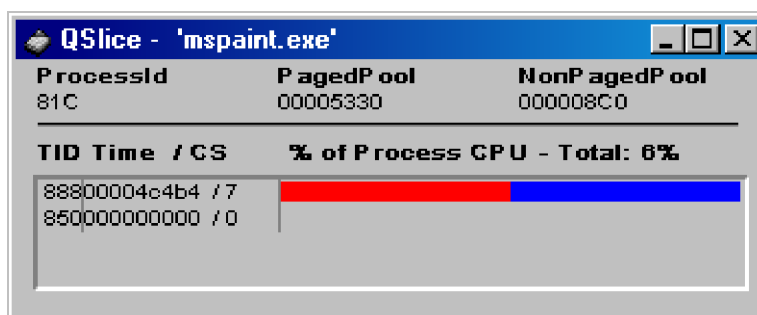 QSlice - 'mspaint.exe'
ProcessId PagedPool NonPagedPool
81C 00005330 000008C0
TID Time / CS % of Process CPU - Total: 6%
88800004c4b4 / 7
850000000000 / 0